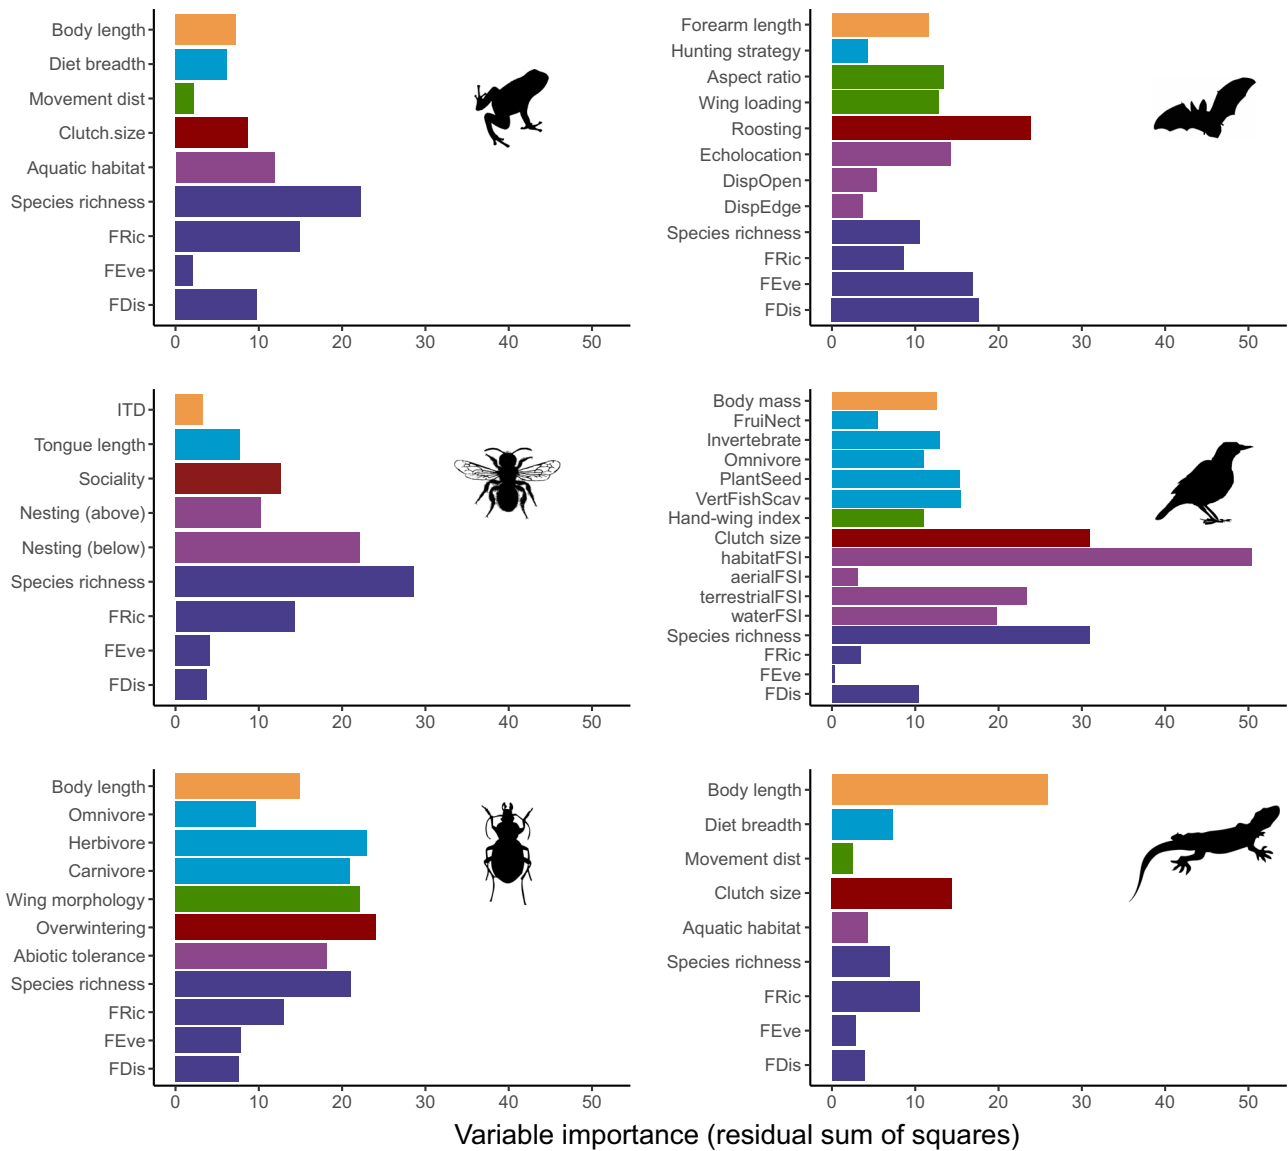 Body length
Diet breadth
Movement dist
Clutch.size
Aquatic habitat
Species richness
FRic
FEve
FDis
0 10 20 30 40 50
Forearm length
Hunting strategy
Aspect ratio
Wing loading
Roosting
Echolocation
DispOpen
DispEdge
Species richness
FRic
FEve
FDis
0 10 20 30 40 50
ITD
Tongue length
Sociality
Nesting (above)
Nesting (below)
Species richness
FRic
FEve
FDis
0 10 20 30 40 50
Body mass
FruiNect
Invertebrate
Omnivore
PlantSeed
VertFishScav
Hand-wing index
Clutch size
habitatFSI
aerialFSI
terrestrialFSI
waterFSI
Species richness
FRic
FEve
FDis
0 10 20 30 40 50
Body length
Omnivore
Herbivore
Carnivore
Wing morphology
Overwintering
Abiotic tolerance
Species richness
FRic
FEve
FDis
0 10 20 30 40 50
Body length
Diet breadth
Movement dist
Clutch size
Aquatic habitat
Species richness
FRic
FEve
FDis
0 10 20 30 40 50
Variable importance (residual sum of squares)